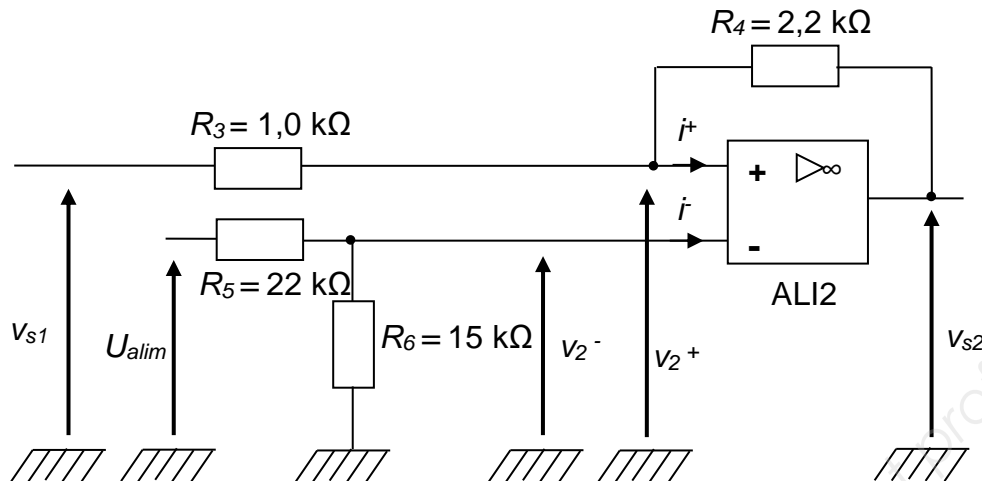 R4 = 2,2 kΩ
R3 = 1,0 kΩ
i+
+
▷∞
i-
-
R5 = 22 kΩ
ALI2
vs1
Ualim
R6 = 15 kΩ
v2 -
v2 +
vs2